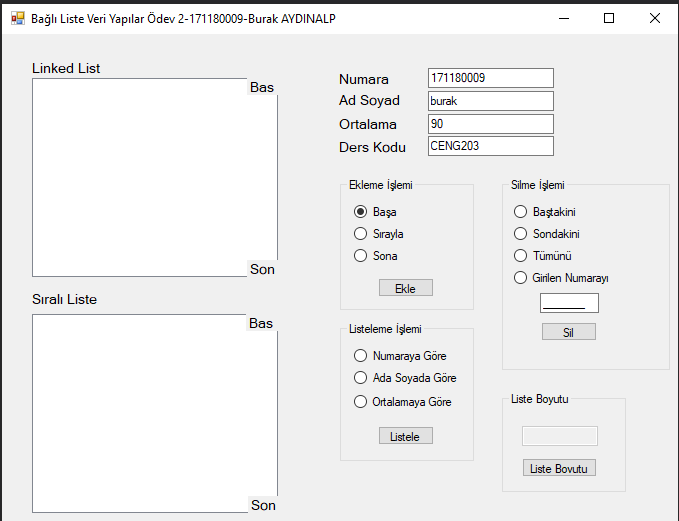 Bağlı Liste Veri Yapılar Ödev 2-171180009-Burak AYDINALP
Linked List
Bas
Son
Sıralı Liste
Bas
Son
Numara 171180009
Ad Soyad burak
Ortalama 90
Ders Kodu CENG203
Ekleme İşlemi
Başa
Sırayla
Sona
Ekle
Silme İşlemi
Baştakini
Sondakini
Tümünü
Girilen Numarayı
Sil
Listeleme İşlemi
Numaraya Göre
Ada Soyada Göre
Ortalamaya Göre
Listele
Liste Boyutu
Liste Boyutu